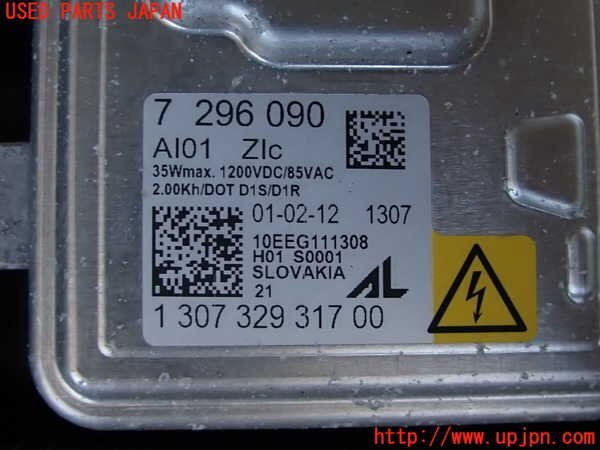 USED PARTS JAPAN
7 296 090
AI01 ZIc
35Wmax. 1200VDC/85VAC
2.00Kh/DOT D1S/D1R
01-02-12 1307
10EEG111308
H01 S0001
SLOVAKIA
21
AL
1 307 329 317 00
http://www.upjpn.com/